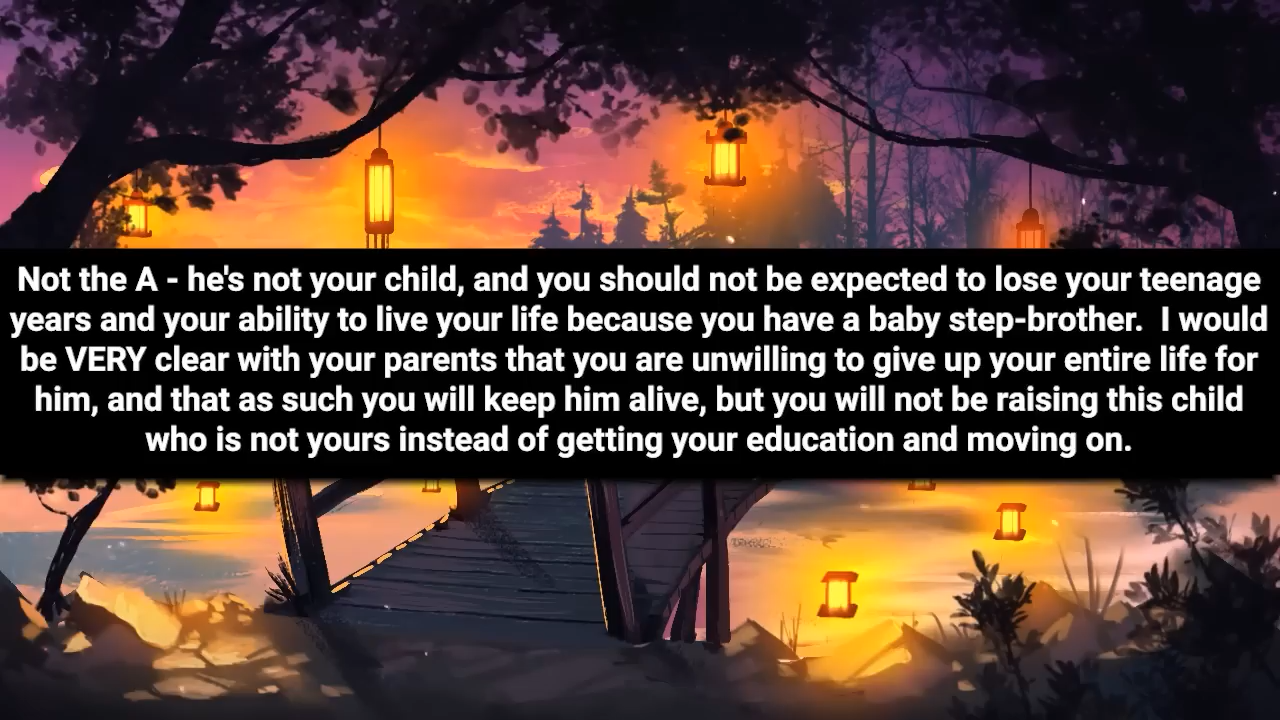 Not the A - he's not your child, and you should not be expected to lose your teenage
years and your ability to live your life because you have a baby step-brother.  I would
be VERY clear with your parents that you are unwilling to give up your entire life for
him, and that as such you will keep him alive, but you will not be raising this child
who is not yours instead of getting your education and moving on.